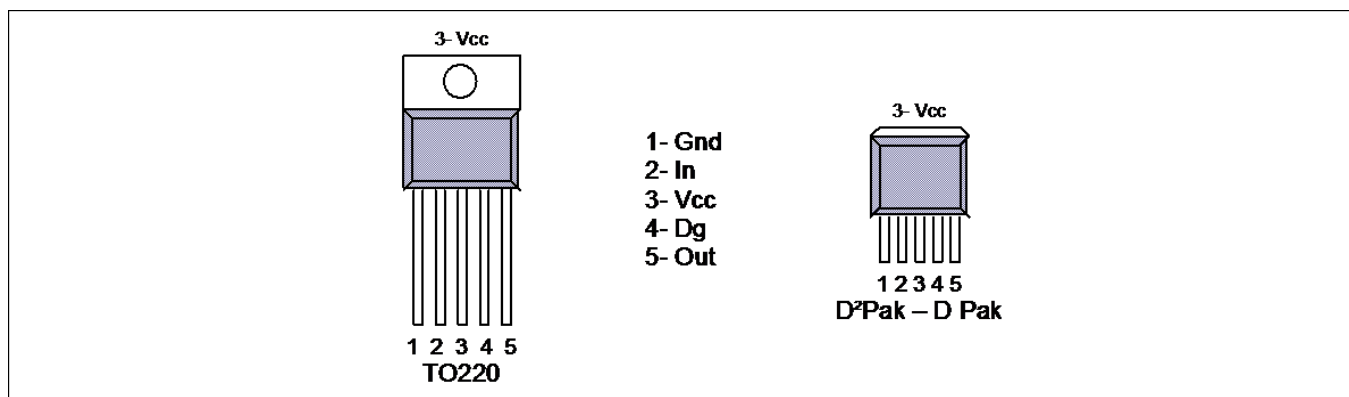 3- Vcc
1 2 3 4 5
TO220
1- Gnd
2- In
3- Vcc
4- Dg
5- Out
3- Vcc
1 2 3 4 5
D²Pak – D Pak